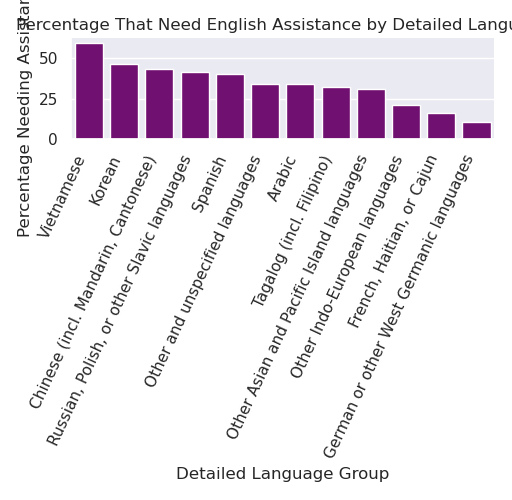 Percentage That Need English Assistance by Detailed Langu
Percentage Needing Assistan
50
25
0
Vietnamese
Korean
Chinese (incl. Mandarin, Cantonese)
Russian, Polish, or other Slavic languages
Spanish
Other and unspecified languages
Arabic
Tagalog (incl. Filipino)
Other Asian and Pacific Island languages
Other Indo-European languages
French, Haitian, or Cajun
German or other West Germanic languages
Detailed Language Group